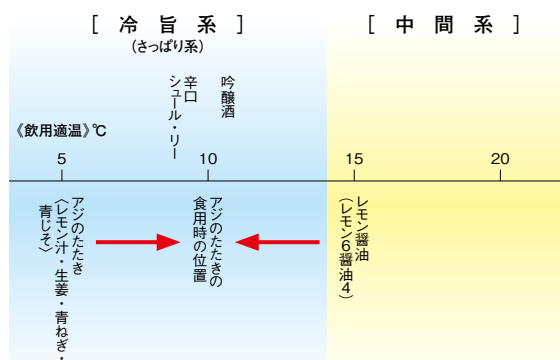 [ 冷 旨 系 ]
(さっぱり系)
[ 中 間 系 ]
吟醸酒
辛口
シュール・リー
《飲用適温》℃
5
10
15
20
レモン醤油
(レモン6醤油4)
アジのたたきの
食用時の位置
アジのたたき
〈レモン汁・生姜・青ねぎ・
青じそ〉